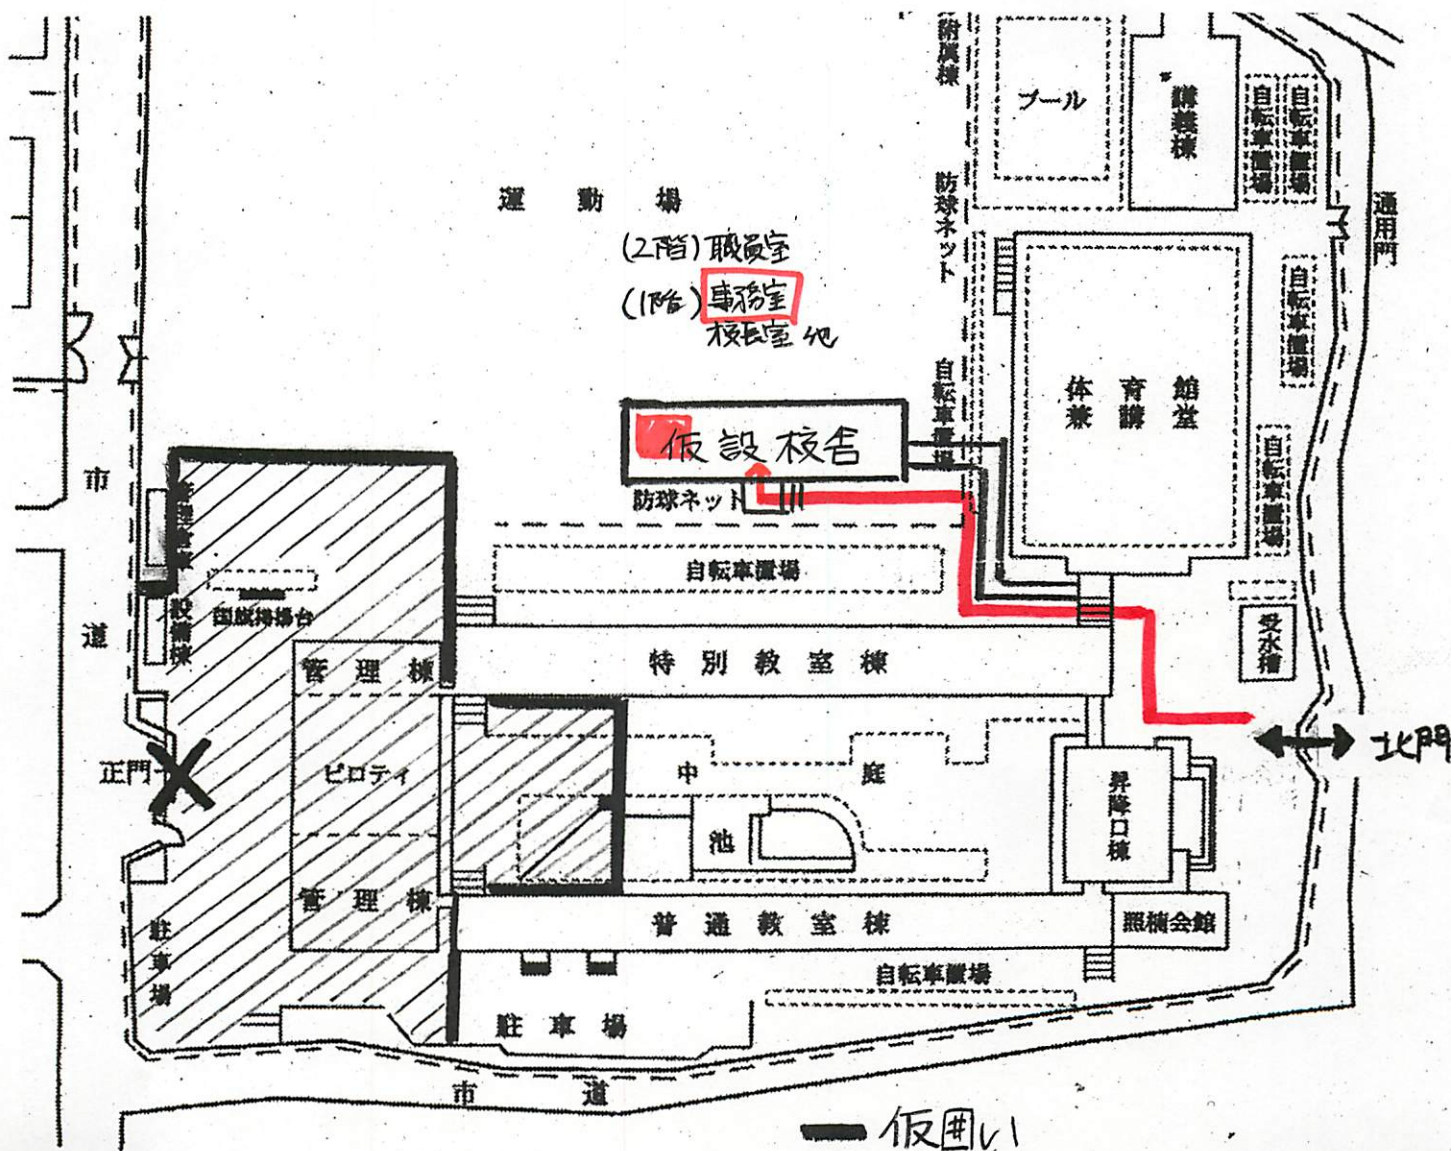 附属棟
プール
講義棟
自転車置場
自転車置場
通用門
防球ネット
運動場
(2階)職員室
(1階)事務室
校長室 他
自転車置場
自転車置場
体育館
兼講堂
仮設校舎
自転車置場
防球ネット
市道
自転車置場
国旗掲揚台
設備棟
受水槽
管理棟
特別教室棟
北門
正門
ピロティ
中庭
昇降口棟
池
管理棟
普通教室棟
照楠会館
駐車場
自転車置場
駐車場
市道
仮囲い